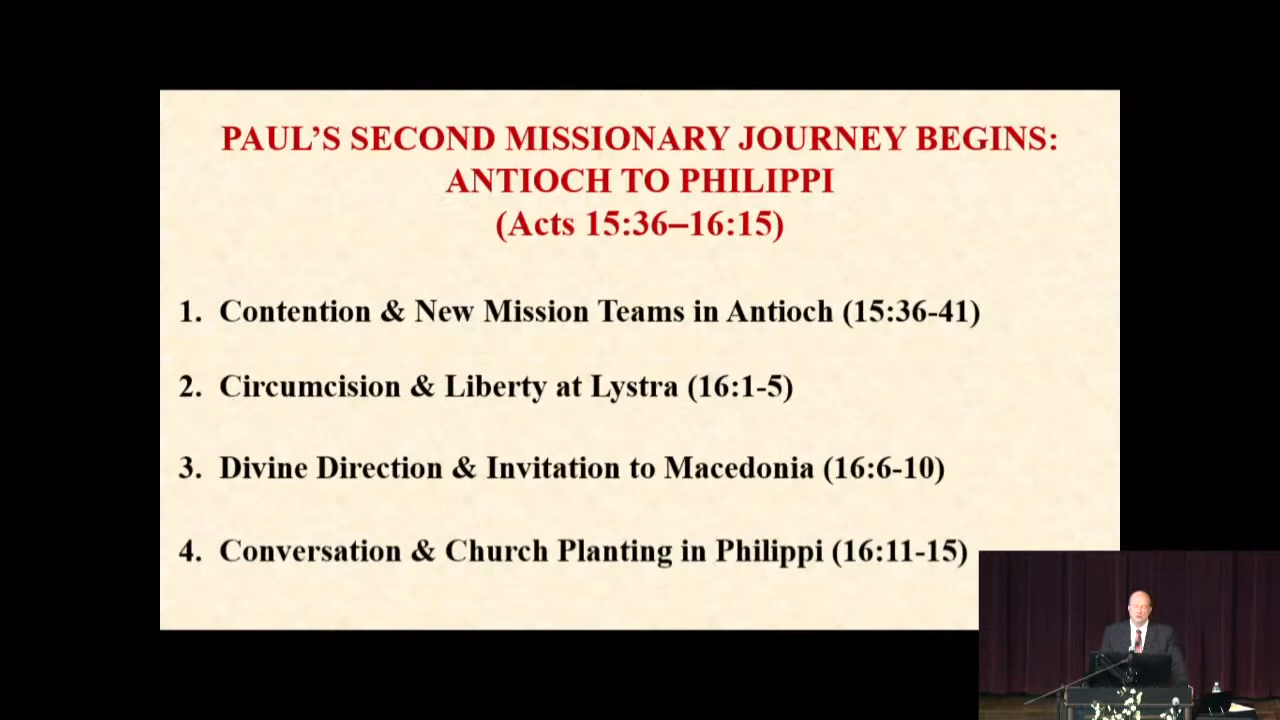 PAUL’S SECOND MISSIONARY JOURNEY BEGINS:
ANTIOCH TO PHILIPPI
(Acts 15:36–16:15)
1. Contention & New Mission Teams in Antioch (15:36-41)
2. Circumcision & Liberty at Lystra (16:1-5)
3. Divine Direction & Invitation to Macedonia (16:6-10)
4. Conversation & Church Planting in Philippi (16:11-15)